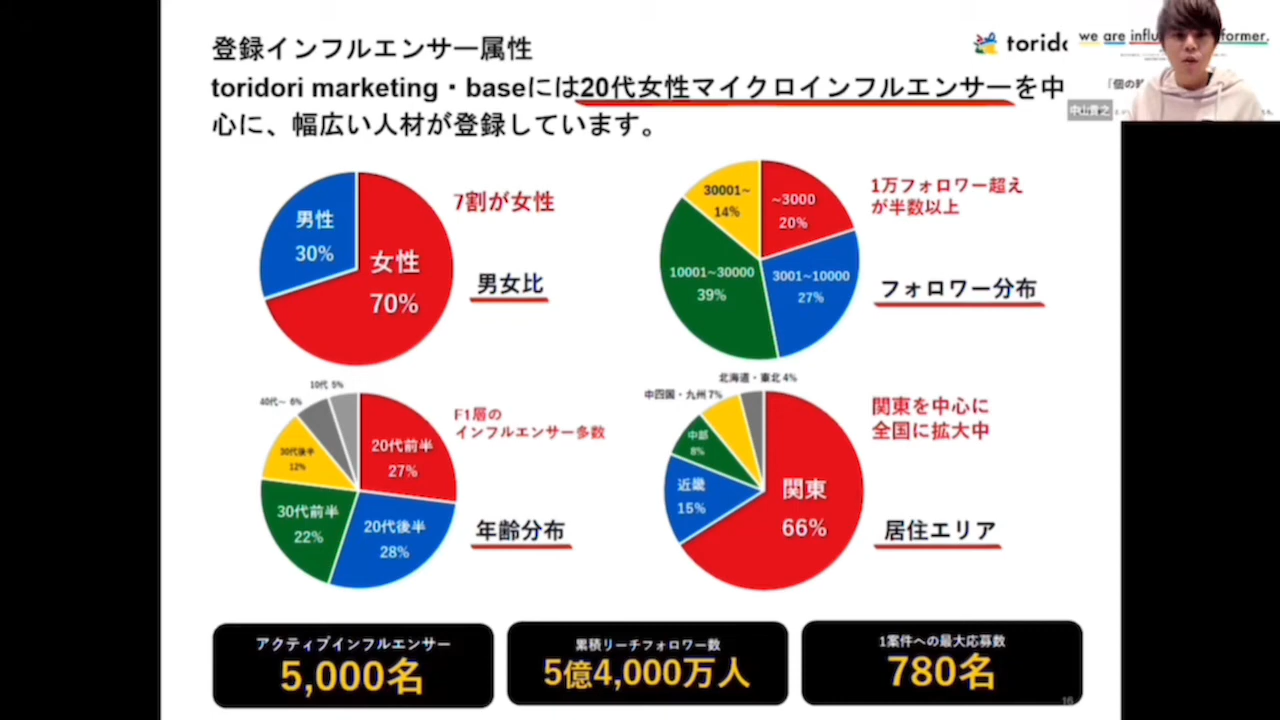 登録インフルエンサー属性
toridori marketing・baseには20代女性マイクロインフルエンサーを中
心に、幅広い人材が登録しています。
we are influ
former.
中山貴之
男性
30%
女性
70%
7割が女性
男女比
30001~
14%
~3000
20%
10001~30000
39%
3001~10000
27%
1万フォロワー超え
が半数以上
フォロワー分布
10代 5%
40代~ 6%
30代後半
12%
20代前半
27%
30代前半
22%
20代後半
28%
F1層の
インフルエンサー多数
年齢分布
北海道・東北 4%
中四国・九州 7%
中部
8%
近畿
15%
関東
66%
関東を中心に
全国に拡大中
居住エリア
アクティブインフルエンサー
5,000名
累積リーチフォロワー数
5億4,000万人
1案件への最大応募数
780名
16